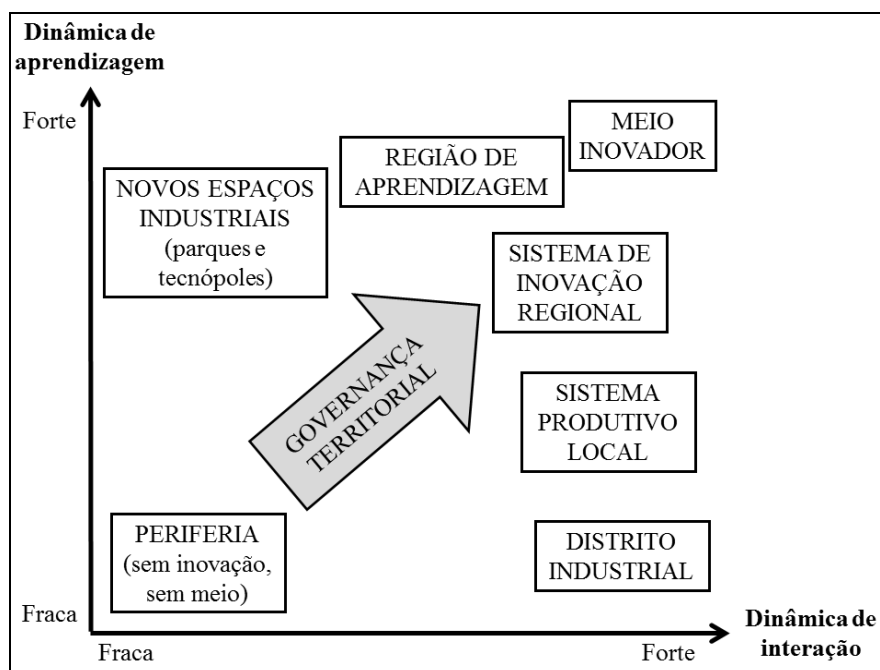 Dinâmica de
aprendizagem
Forte
MEIO
INOVADOR
REGIÃO DE
APRENDIZAGEM
NOVOS ESPAÇOS
INDUSTRIAIS
(parques e
tecnópoles)
SISTEMA DE
INOVAÇÃO
REGIONAL
GOVERNANÇA
TERRITORIAL
SISTEMA
PRODUTIVO
LOCAL
PERIFERIA
(sem inovação,
sem meio)
DISTRITO
INDUSTRIAL
Fraca
Fraca
Forte
Dinâmica de
interação